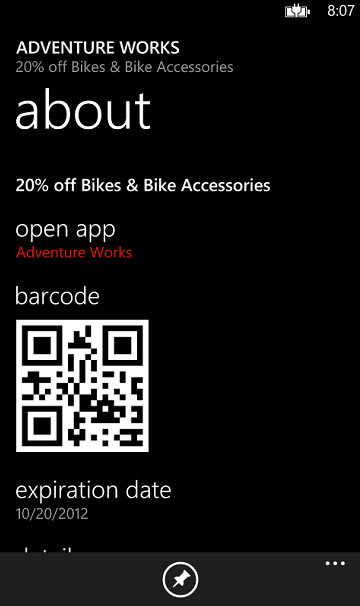 8:07
ADVENTURE WORKS
20% off Bikes & Bike Accessories
about
20% off Bikes & Bike Accessories
open app
Adventure Works
barcode
expiration date
10/20/2012